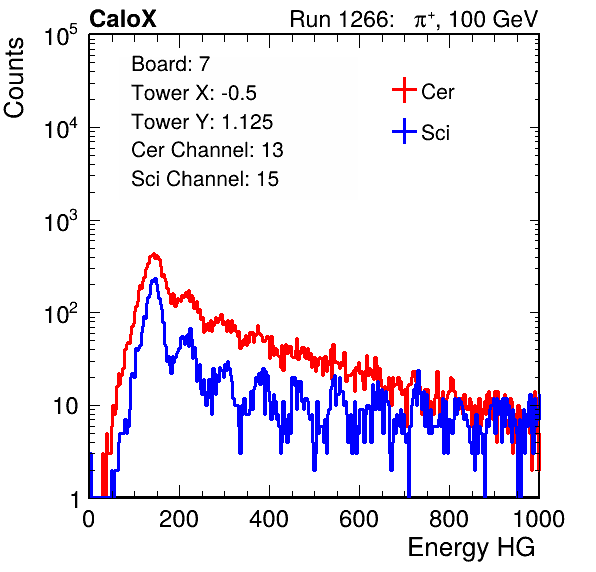 CaloX Run 1266: π⁺, 100 GeV
Board: 7
Tower X: -0.5
Tower Y: 1.125
Cer Channel: 13
Sci Channel: 15
Cer
Sci
Counts
10⁵
10⁴
10³
10²
10
1
0 200 400 600 800 1000
Energy HG